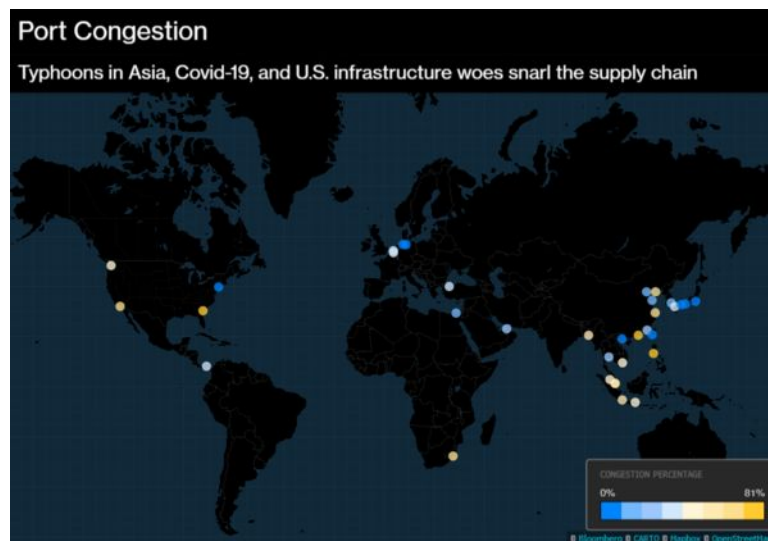 Port Congestion
Typhoons in Asia, Covid-19, and U.S. infrastructure woes snarl the supply chain
CONGESTION PERCENTAGE
0% 81%
© Bloomberg © CARTO © Mapbox © OpenStreetMa